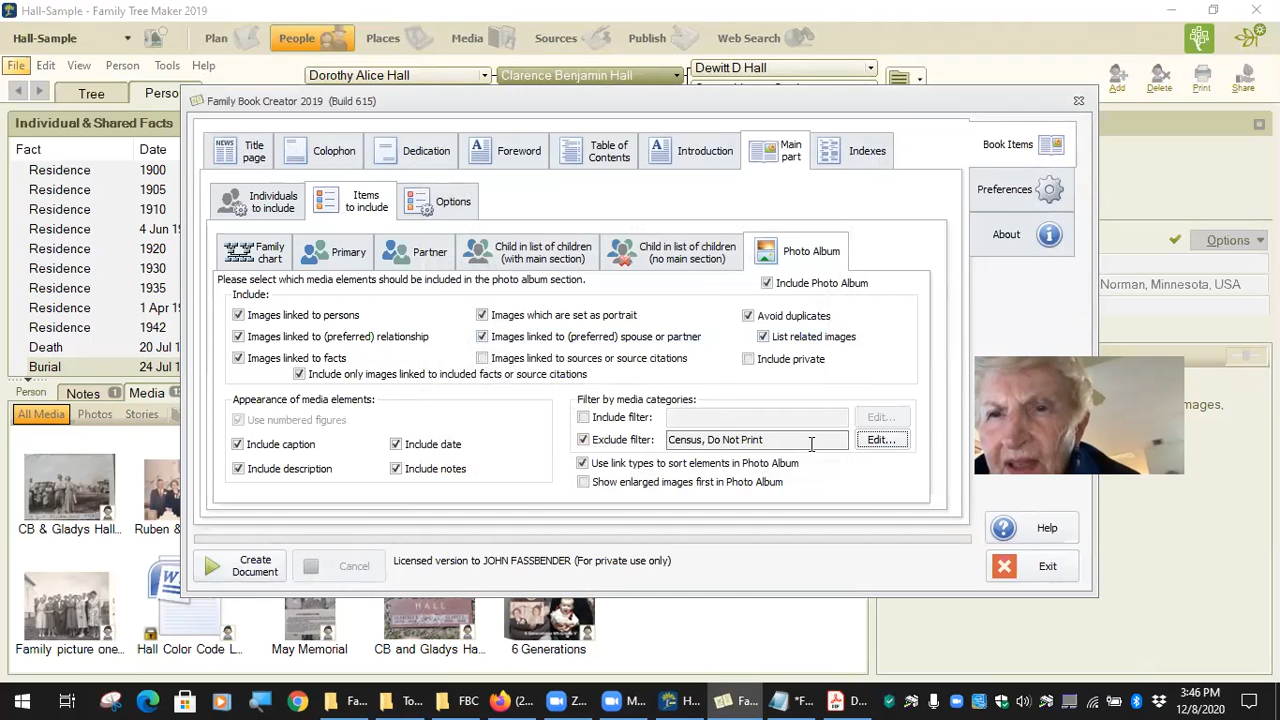 Hall-Sample - Family Tree Maker 2019
Hall-Sample
Plan
People
Places
Media
Sources
Publish
Web Search
File Edit View Person Tools Help
Dorothy Alice Hall
Clarence Benjamin Hall
Dewitt D Hall
Add
Delete
Print
Share
Tree
Individual & Shared Facts
Fact Date
Residence 1900
Residence 1905
Residence 1910
Residence 4 Jun
Residence 1920
Residence 1930
Residence 1935
Residence 1942
Death 20 Jul
Burial 24 Jul
Person Notes 1 Media
All Media Photos Stories
CB & Gladys Hall...
Ruben &
Family picture one...
Hall Color Code L...
May Memorial
CB and Gladys Ha...
6 Generations
Options
Norman, Minnesota, USA
Family Book Creator 2019 (Build 615)
Title page
Colophon
Dedication
Foreword
Table of Contents
Introduction
Main part
Indexes
Book Items
Preferences
About
Individuals to include
Items to include
Options
Family chart
Primary
Partner
Child in list of children (with main section)
Child in list of children (no main section)
Photo Album
Please select which media elements should be included in the photo album section.
Include Photo Album
Include:
Images linked to persons
Images which are set as portrait
Avoid duplicates
Images linked to (preferred) relationship
Images linked to (preferred) spouse or partner
List related images
Images linked to facts
Images linked to sources or source citations
Include private
Include only images linked to included facts or source citations
Appearance of media elements:
Use numbered figures
Include caption
Include date
Include description
Include notes
Filter by media categories:
Include filter:
Edit...
Exclude filter:
Census, Do Not Print
Edit...
Use link types to sort elements in Photo Album
Show enlarged images first in Photo Album
Create Document
Cancel
Licensed version to JOHN FASSBENDER (For private use only)
Help
Exit
Fa...
To...
FBC
(2...
Z...
M...
H...
Fa...
*F...
D...
3:46 PM
12/8/2020